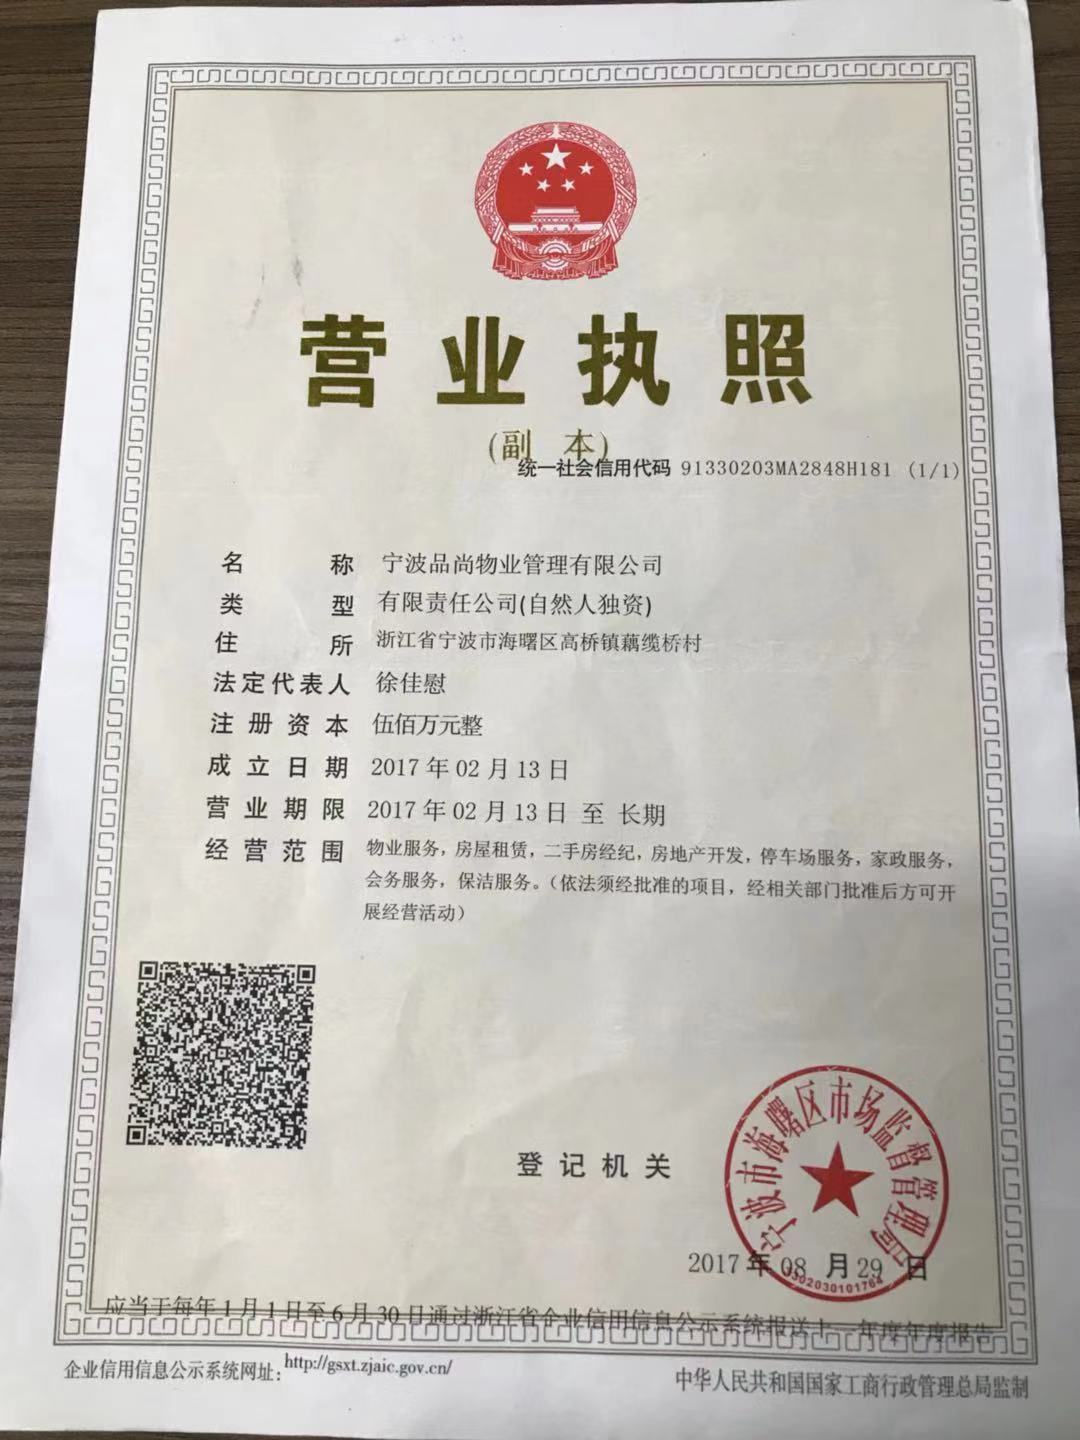 营业执照
(副 本)
统一社会信用代码 91330203MA2848H181 (1/1)
名 称 宁波品尚物业管理有限公司
类 型 有限责任公司(自然人独资)
住 所 浙江省宁波市海曙区高桥镇藕缆桥村
法定代表人 徐佳慰
注册资本 伍佰万元整
成立日期 2017年02月13日
营业期限 2017年02月13日 至 长期
经营范围 物业服务，房屋租赁，二手房经纪，房地产开发，停车场服务，家政服务，
会务服务，保洁服务。（依法须经批准的项目，经相关部门批准后方可开
展经营活动）
登记机关
宁波市海曙区市场监督管理局
3302030101764
2017年08月29日
应当于每年1月1日至6月30日通过浙江省企业信用信息公示系统报送上一年度年度报告
企业信用信息公示系统网址：http://gsxt.zjaic.gov.cn/
中华人民共和国国家工商行政管理总局监制